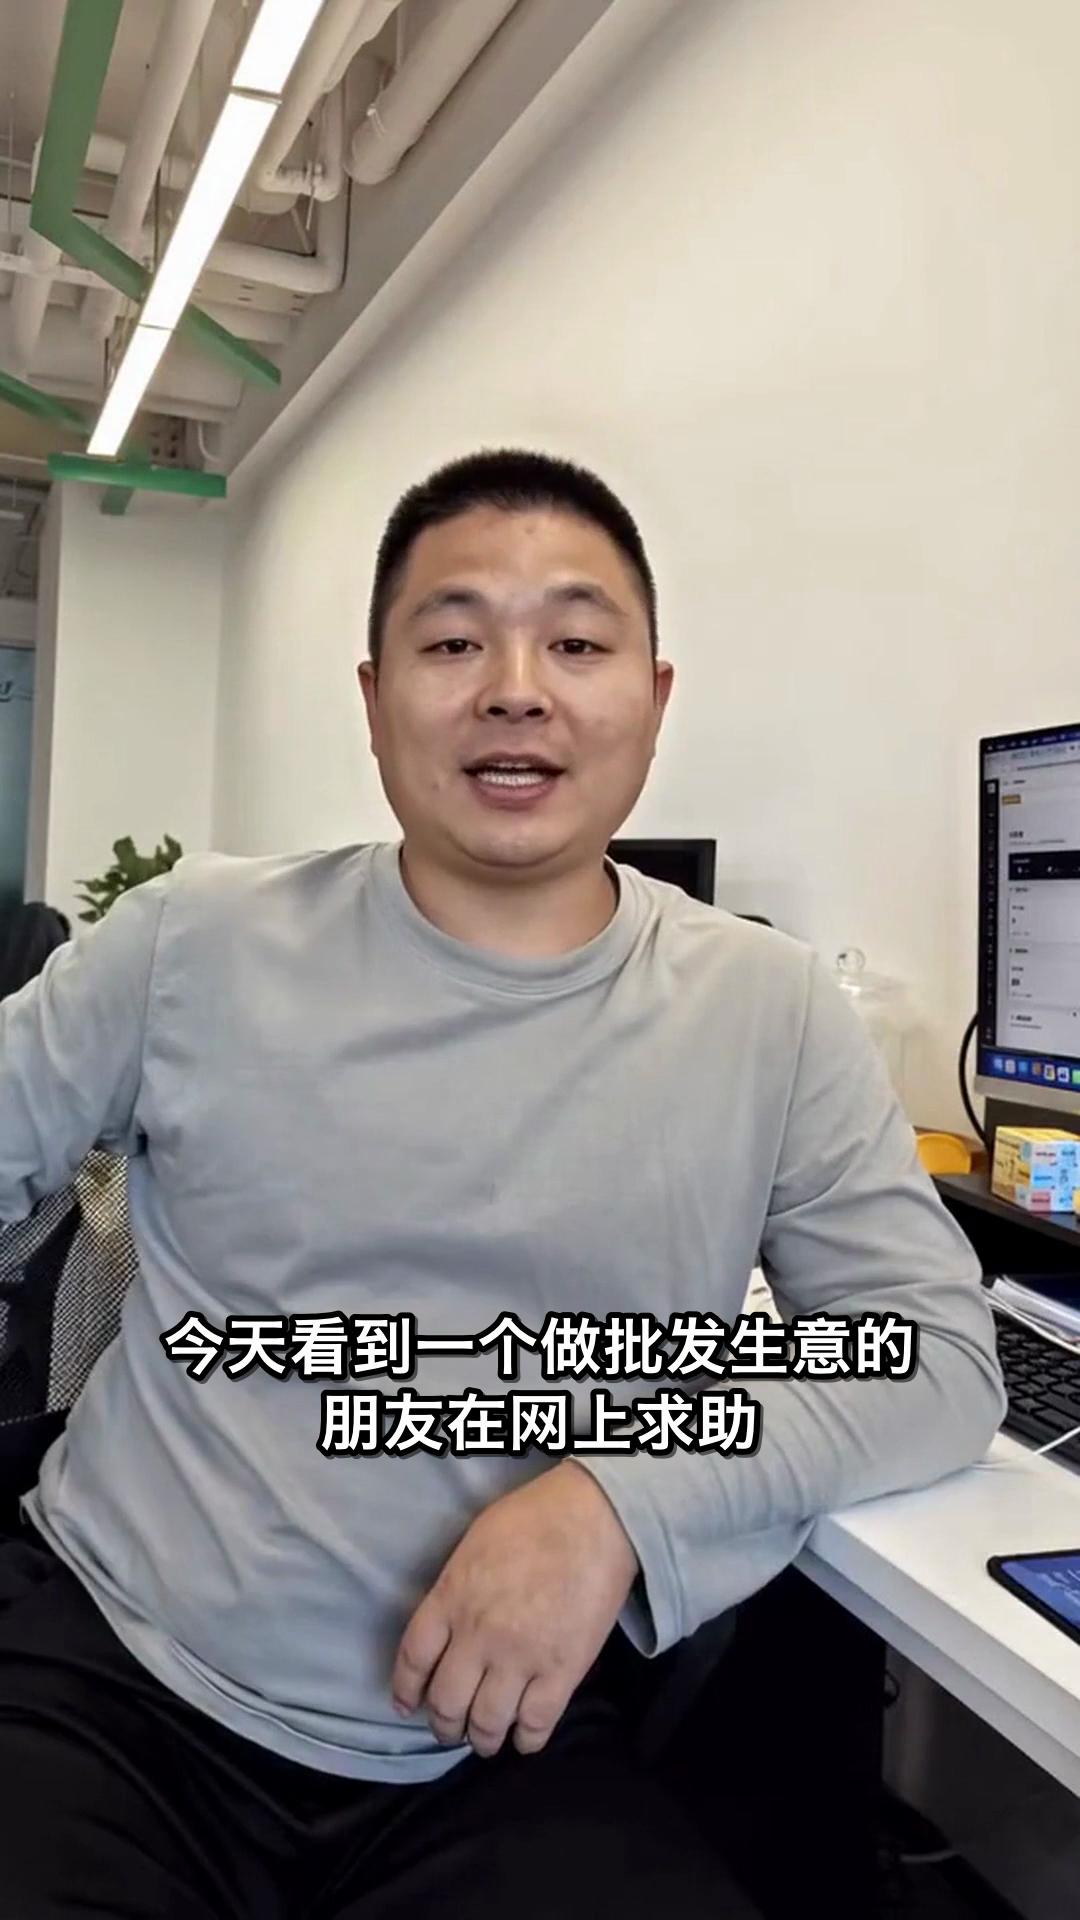 今天看到一个做批发生意的
朋友在网上求助